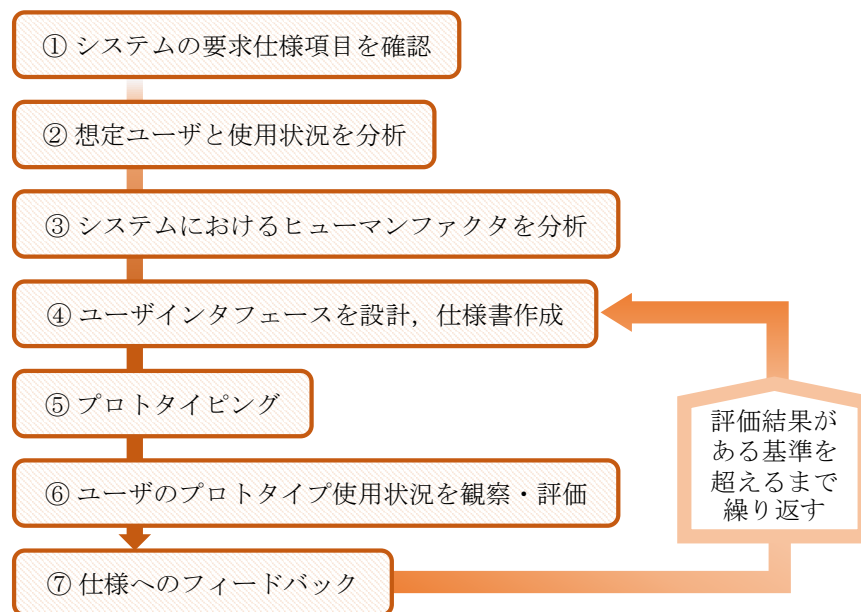 ① システムの要求仕様項目を確認
② 想定ユーザと使用状況を分析
③ システムにおけるヒューマンファクタを分析
④ ユーザインタフェースを設計，仕様書作成
⑤ プロトタイピング
⑥ ユーザのプロトタイプ使用状況を観察・評価
⑦ 仕様へのフィードバック
評価結果が
ある基準を
超えるまで
繰り返す